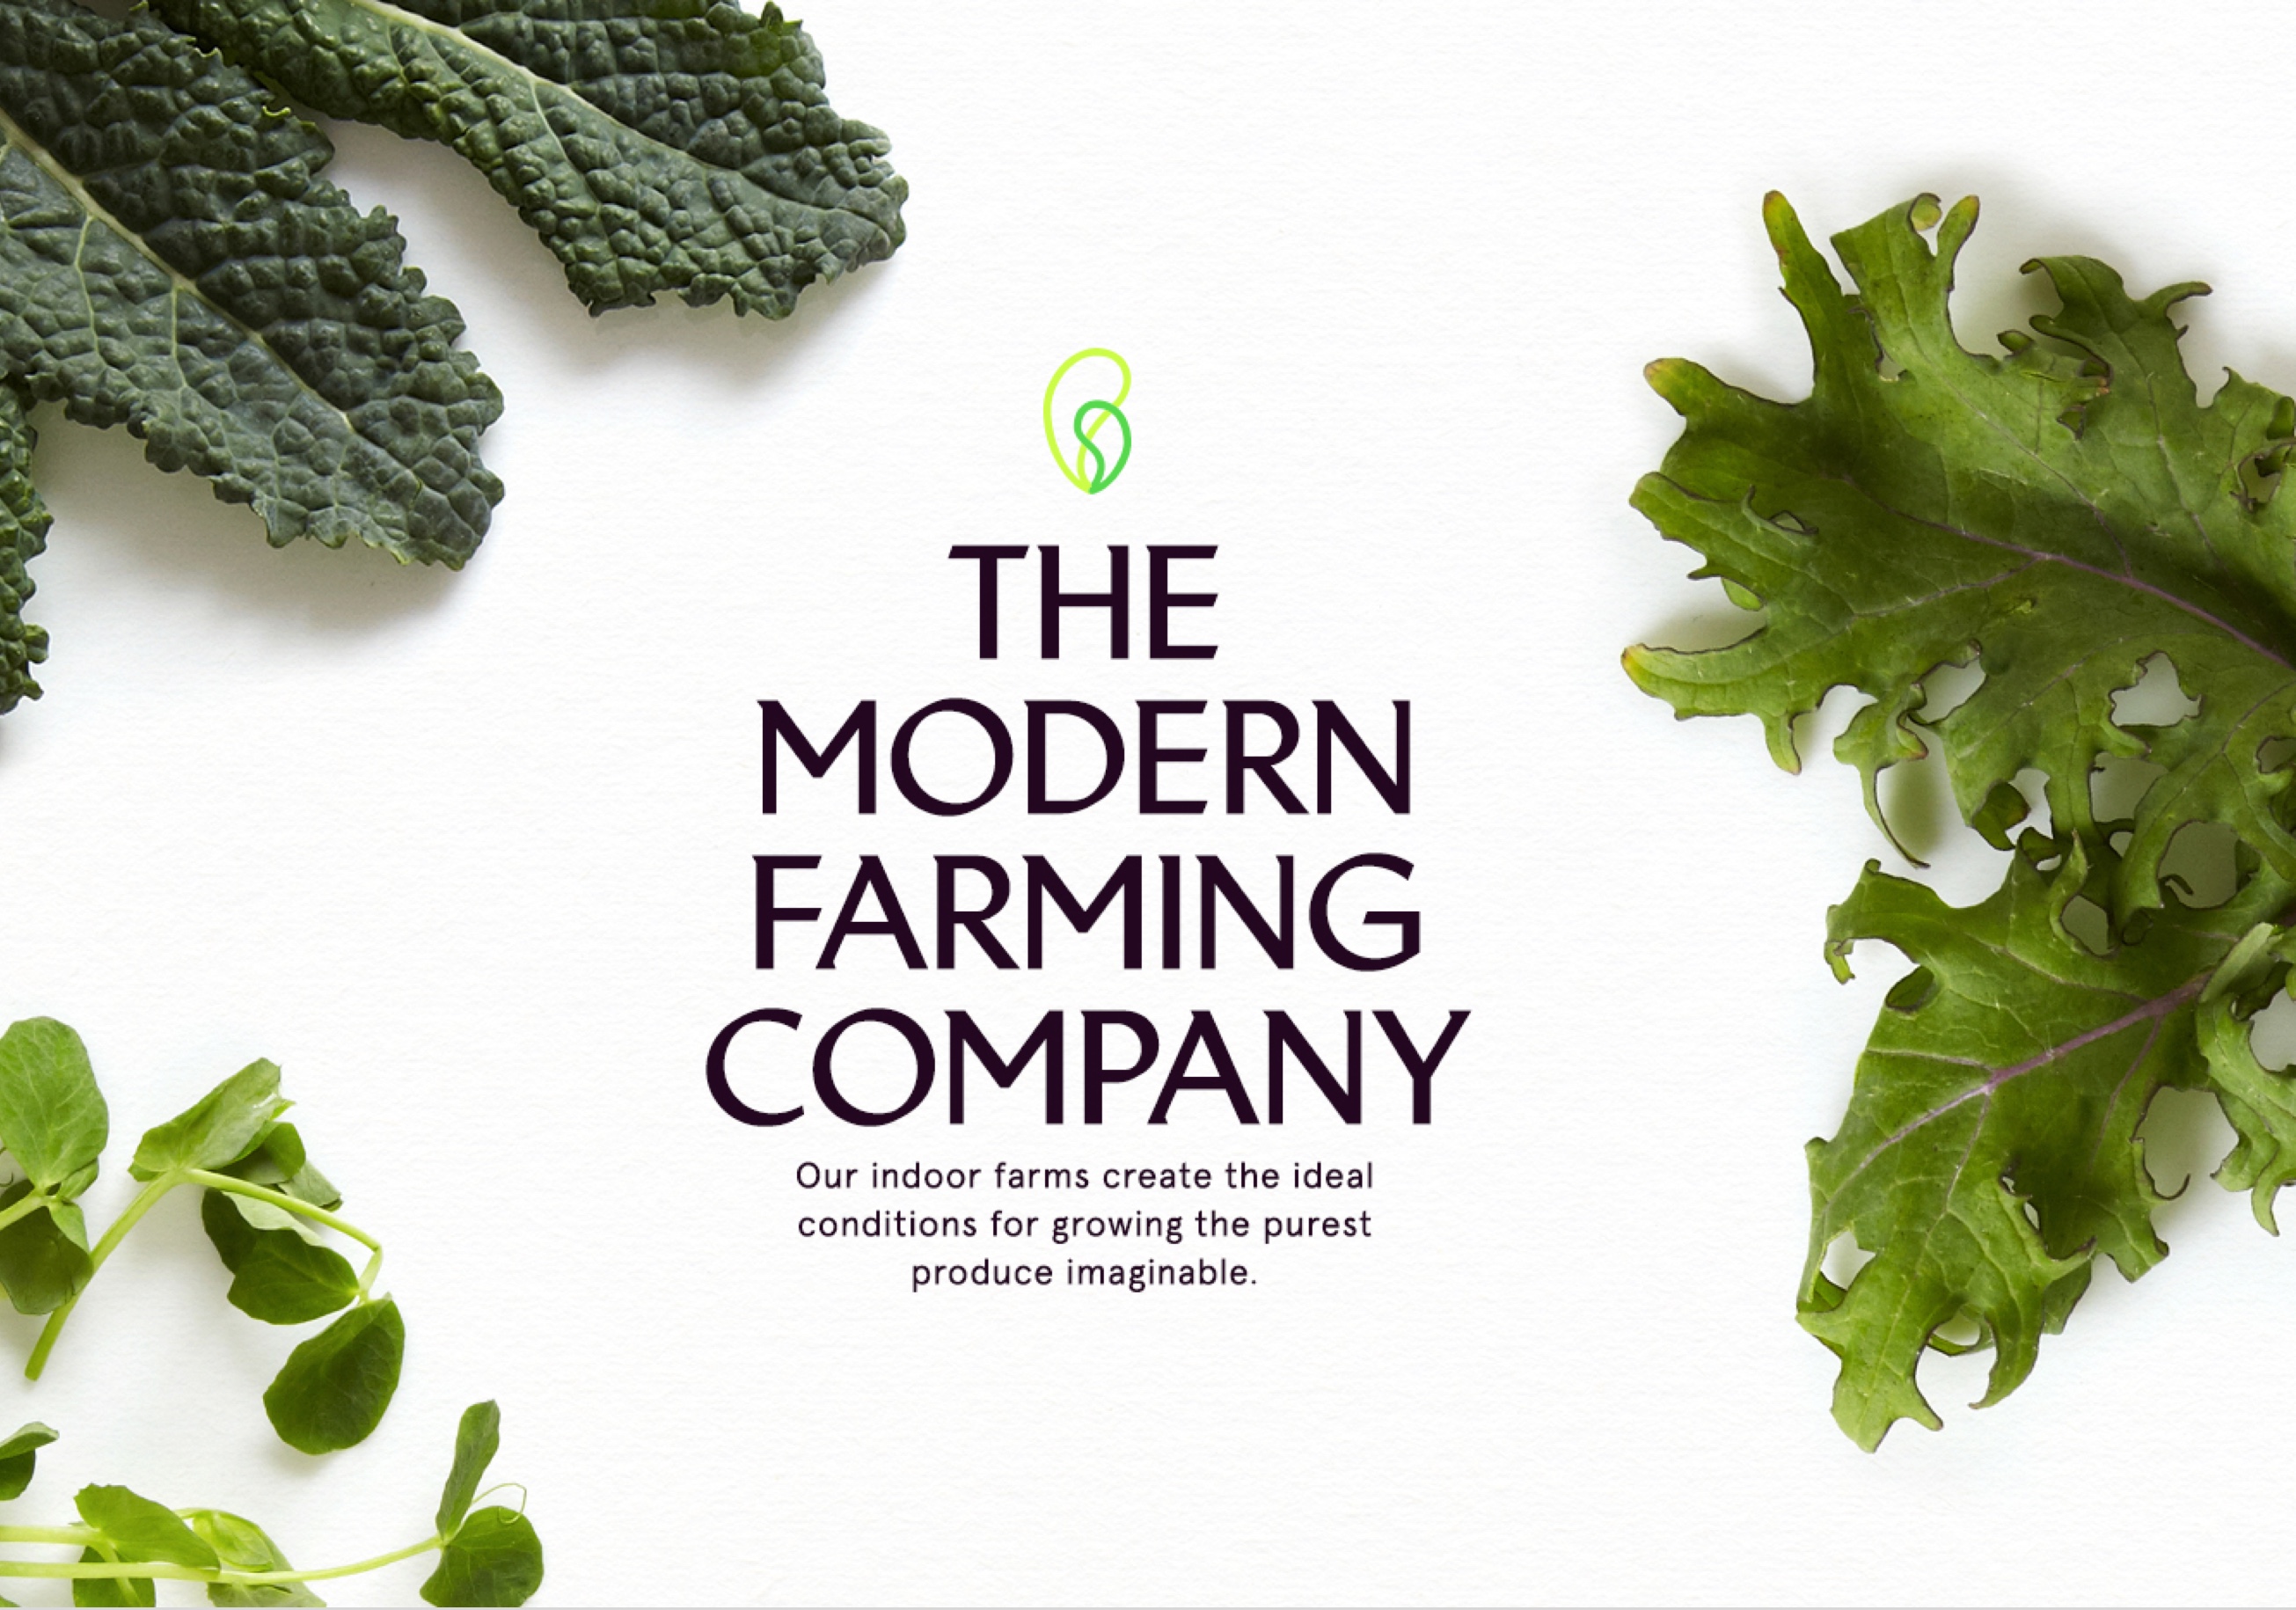 THE
MODERN
FARMING
COMPANY
Our indoor farms create the ideal
conditions for growing the purest
produce imaginable.